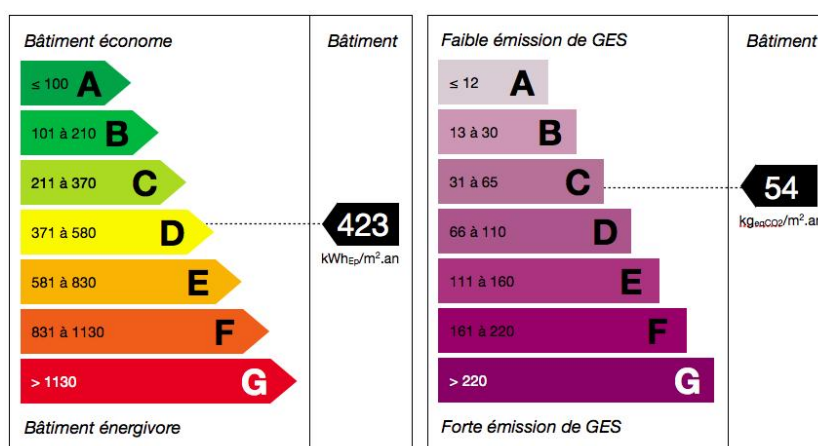 Bâtiment économe
Bâtiment
≤ 100 A
101 à 210 B
211 à 370 C
371 à 580 D
423
kWhEp/m².an
581 à 830 E
831 à 1130 F
> 1130 G
Bâtiment énergivore
Faible émission de GES
Bâtiment
≤ 12 A
13 à 30 B
31 à 65 C
54
kgeqCO2/m².an
66 à 110 D
111 à 160 E
161 à 220 F
> 220 G
Forte émission de GES